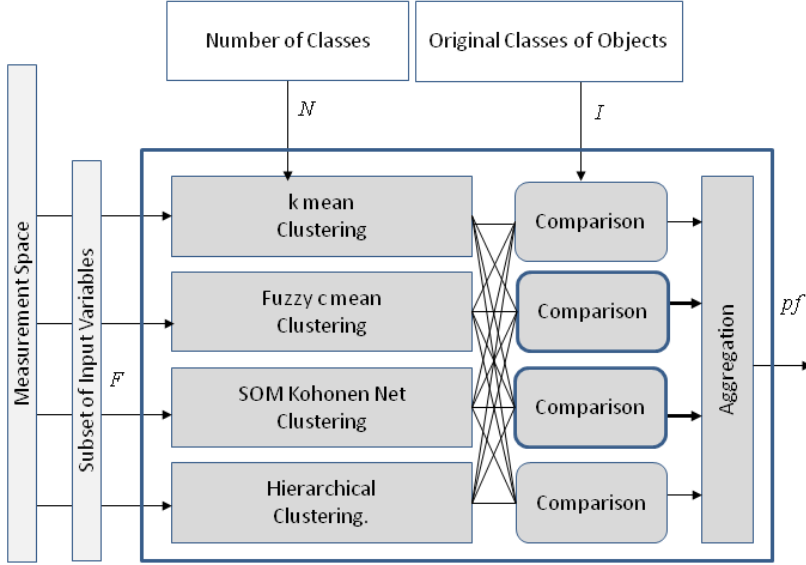 Number of Classes
Original Classes of Objects
N
I
Measurement Space
Subset of Input Variables
F
k mean
Clustering
Fuzzy c mean
Clustering
SOM Kohonen Net
Clustering
Hierarchical
Clustering.
Comparison
Comparison
Comparison
Comparison
Aggregation
pf